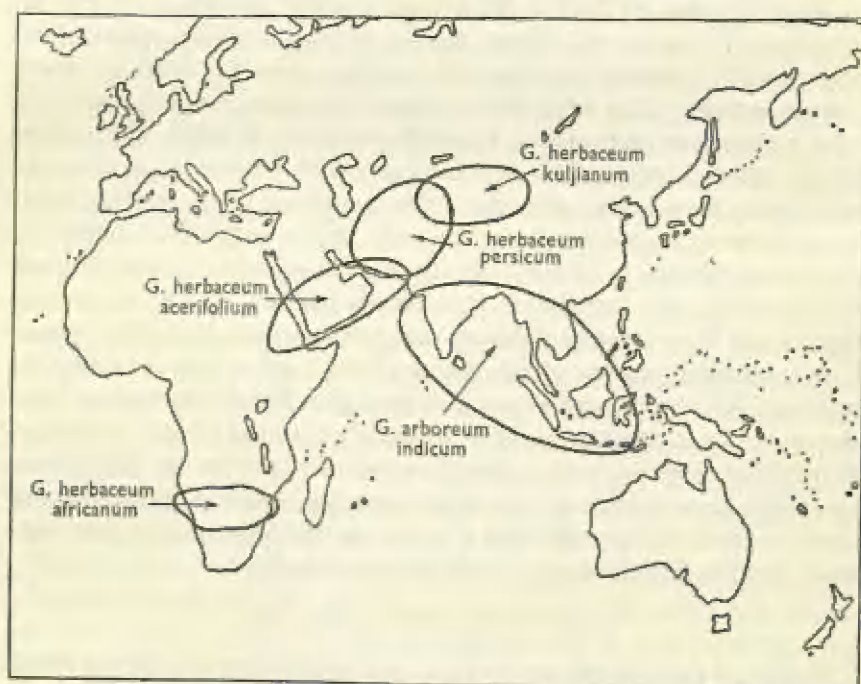 G. herbaceum
kuljianum
G. herbaceum
persicum
G. herbaceum
acerifolium
G. arboreum
indicum
G. herbaceum
africanum